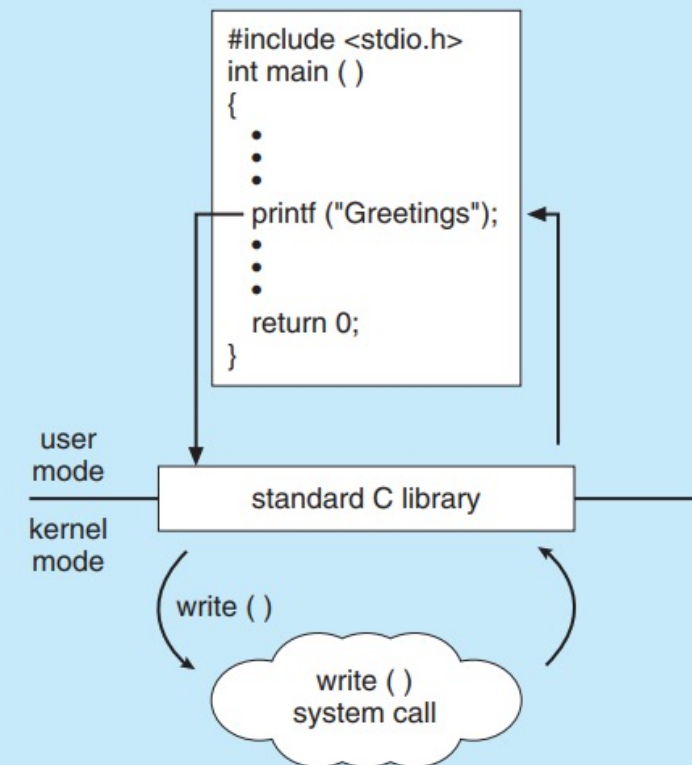 #include <stdio.h>
int main ( )
{
•
•
•
printf ("Greetings");
•
•
•
return 0;
}
user
mode
standard C library
kernel
mode
write ( )
write ( )
system call